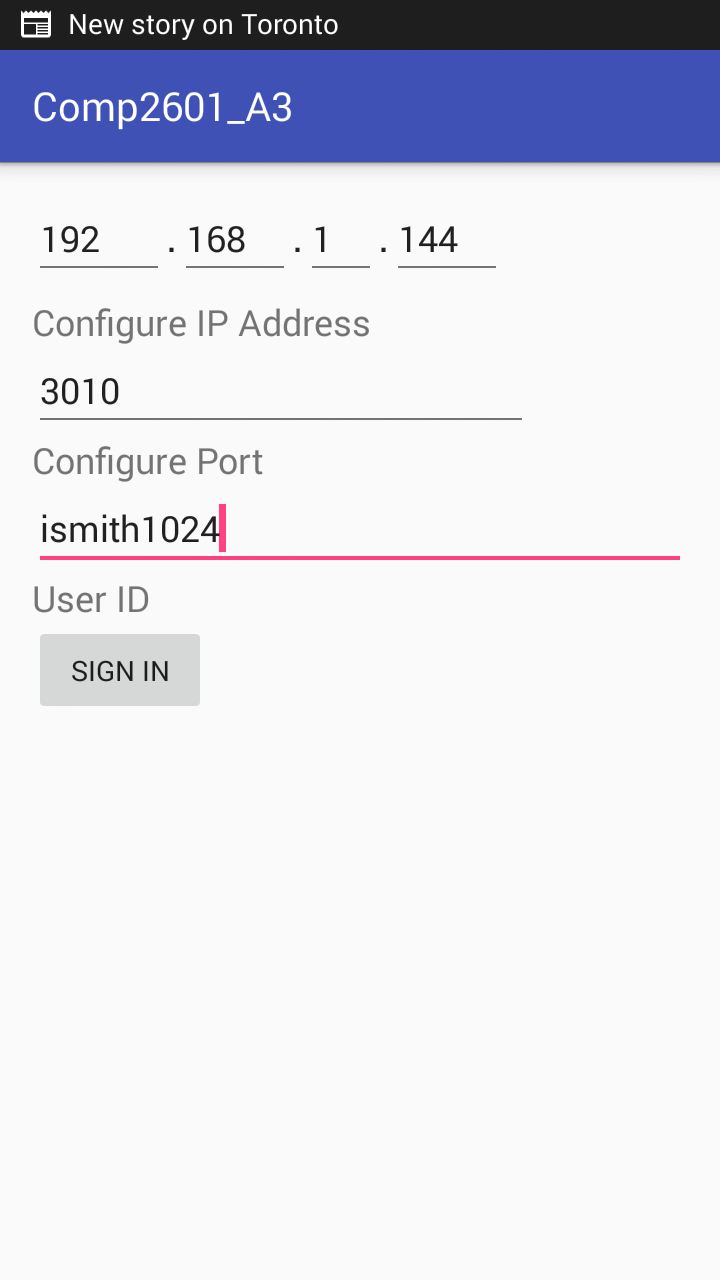 New story on Toronto
Comp2601_A3
192 . 168 . 1 . 144
Configure IP Address
3010
Configure Port
ismith1024
User ID
SIGN IN